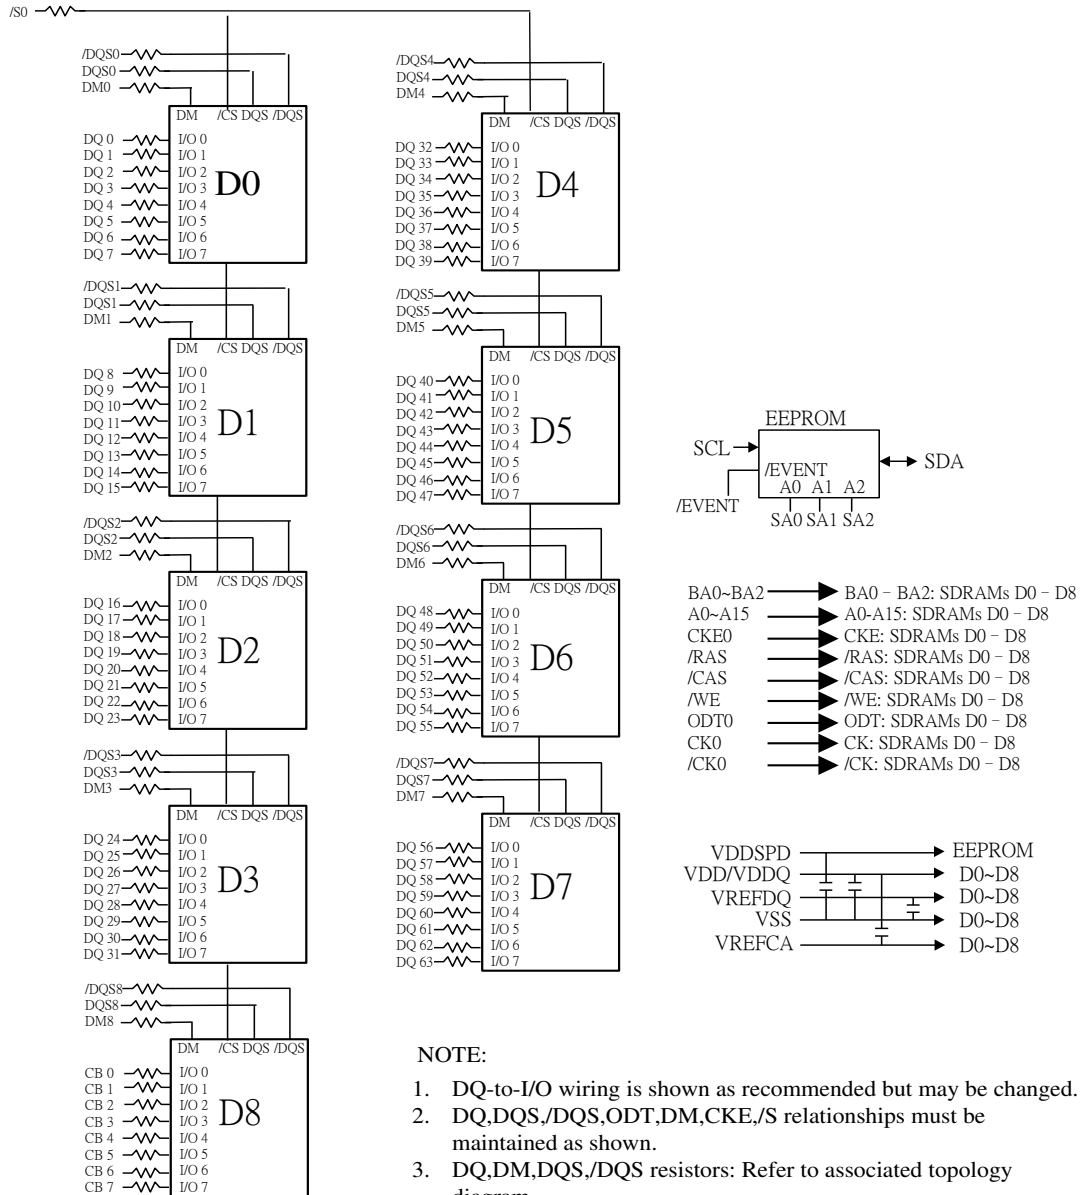 /S0
/DQS0
DQS0
DM0
DM /CS DQS /DQS
DQ 0 I/O 0
DQ 1 I/O 1
DQ 2 I/O 2
DQ 3 I/O 3
DQ 4 I/O 4
DQ 5 I/O 5
DQ 6 I/O 6
DQ 7 I/O 7
D0
/DQS1
DQS1
DM1
DM /CS DQS /DQS
DQ 8 I/O 0
DQ 9 I/O 1
DQ 10 I/O 2
DQ 11 I/O 3
DQ 12 I/O 4
DQ 13 I/O 5
DQ 14 I/O 6
DQ 15 I/O 7
D1
/DQS2
DQS2
DM2
DM /CS DQS /DQS
DQ 16 I/O 0
DQ 17 I/O 1
DQ 18 I/O 2
DQ 19 I/O 3
DQ 20 I/O 4
DQ 21 I/O 5
DQ 22 I/O 6
DQ 23 I/O 7
D2
/DQS3
DQS3
DM3
DM /CS DQS /DQS
DQ 24 I/O 0
DQ 25 I/O 1
DQ 26 I/O 2
DQ 27 I/O 3
DQ 28 I/O 4
DQ 29 I/O 5
DQ 30 I/O 6
DQ 31 I/O 7
D3
/DQS8
DQS8
DM8
DM /CS DQS /DQS
CB 0 I/O 0
CB 1 I/O 1
CB 2 I/O 2
CB 3 I/O 3
CB 4 I/O 4
CB 5 I/O 5
CB 6 I/O 6
CB 7 I/O 7
D8
/DQS4
DQS4
DM4
DM /CS DQS /DQS
DQ 32 I/O 0
DQ 33 I/O 1
DQ 34 I/O 2
DQ 35 I/O 3
DQ 36 I/O 4
DQ 37 I/O 5
DQ 38 I/O 6
DQ 39 I/O 7
D4
/DQS5
DQS5
DM5
DM /CS DQS /DQS
DQ 40 I/O 0
DQ 41 I/O 1
DQ 42 I/O 2
DQ 43 I/O 3
DQ 44 I/O 4
DQ 45 I/O 5
DQ 46 I/O 6
DQ 47 I/O 7
D5
/DQS6
DQS6
DM6
DM /CS DQS /DQS
DQ 48 I/O 0
DQ 49 I/O 1
DQ 50 I/O 2
DQ 51 I/O 3
DQ 52 I/O 4
DQ 53 I/O 5
DQ 54 I/O 6
DQ 55 I/O 7
D6
/DQS7
DQS7
DM7
DM /CS DQS /DQS
DQ 56 I/O 0
DQ 57 I/O 1
DQ 58 I/O 2
DQ 59 I/O 3
DQ 60 I/O 4
DQ 61 I/O 5
DQ 62 I/O 6
DQ 63 I/O 7
D7
EEPROM
SCL
SDA
/EVENT
A0 A1 A2
/EVENT
SA0 SA1 SA2
BA0~BA2 BA0 – BA2: SDRAMs D0 – D8
A0~A15 A0-A15: SDRAMs D0 – D8
CKE0 CKE: SDRAMs D0 – D8
/RAS /RAS: SDRAMs D0 – D8
/CAS /CAS: SDRAMs D0 – D8
/WE /WE: SDRAMs D0 – D8
ODT0 ODT: SDRAMs D0 – D8
CK0 CK: SDRAMs D0 – D8
/CK0 /CK: SDRAMs D0 – D8
VDDSPD EEPROM
VDD/VDDQ D0~D8
VREFDQ D0~D8
VSS D0~D8
VREFCA D0~D8
NOTE:
1. DQ-to-I/O wiring is shown as recommended but may be changed.
2. DQ,DQS,/DQS,ODT,DM,CKE,/S relationships must be
maintained as shown.
3. DQ,DM,DQS,/DQS resistors: Refer to associated topology